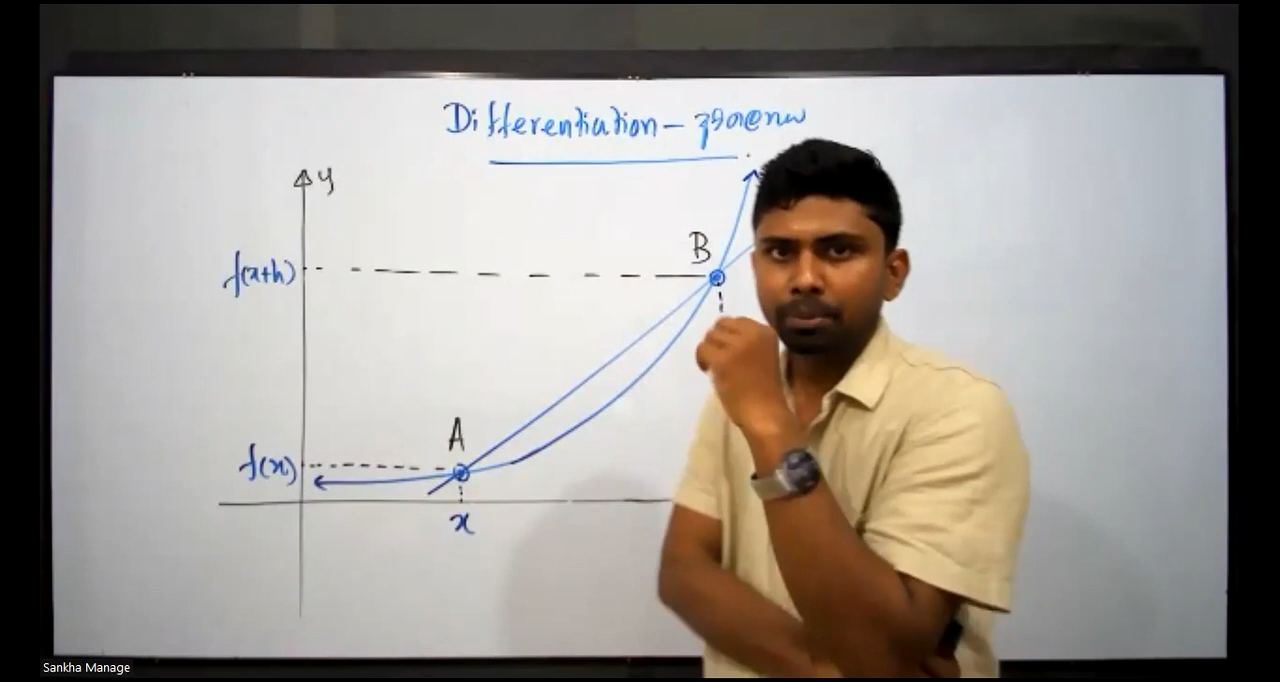 Differentiation – අවකලනය
y
B
f(x+h)
A
f(x)
x
Sankha Manage